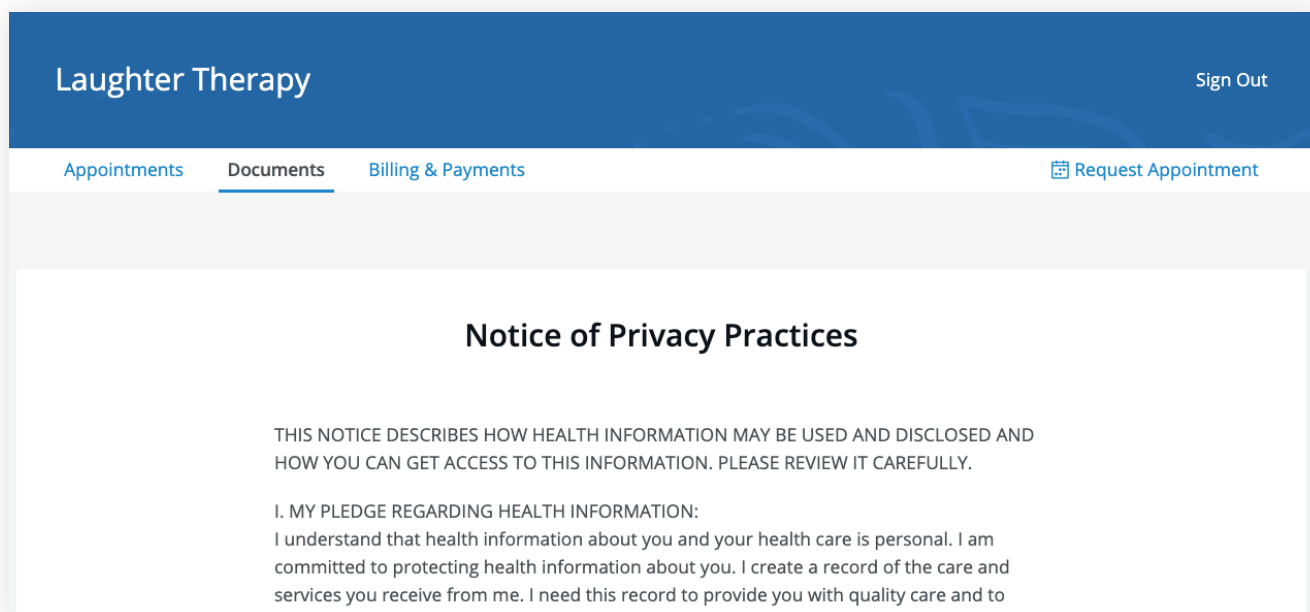 Laughter Therapy
Sign Out
Appointments
Documents
Billing & Payments
Request Appointment
Notice of Privacy Practices
THIS NOTICE DESCRIBES HOW HEALTH INFORMATION MAY BE USED AND DISCLOSED AND
HOW YOU CAN GET ACCESS TO THIS INFORMATION. PLEASE REVIEW IT CAREFULLY.
I. MY PLEDGE REGARDING HEALTH INFORMATION:
I understand that health information about you and your health care is personal. I am
committed to protecting health information about you. I create a record of the care and
services you receive from me. I need this record to provide you with quality care and to